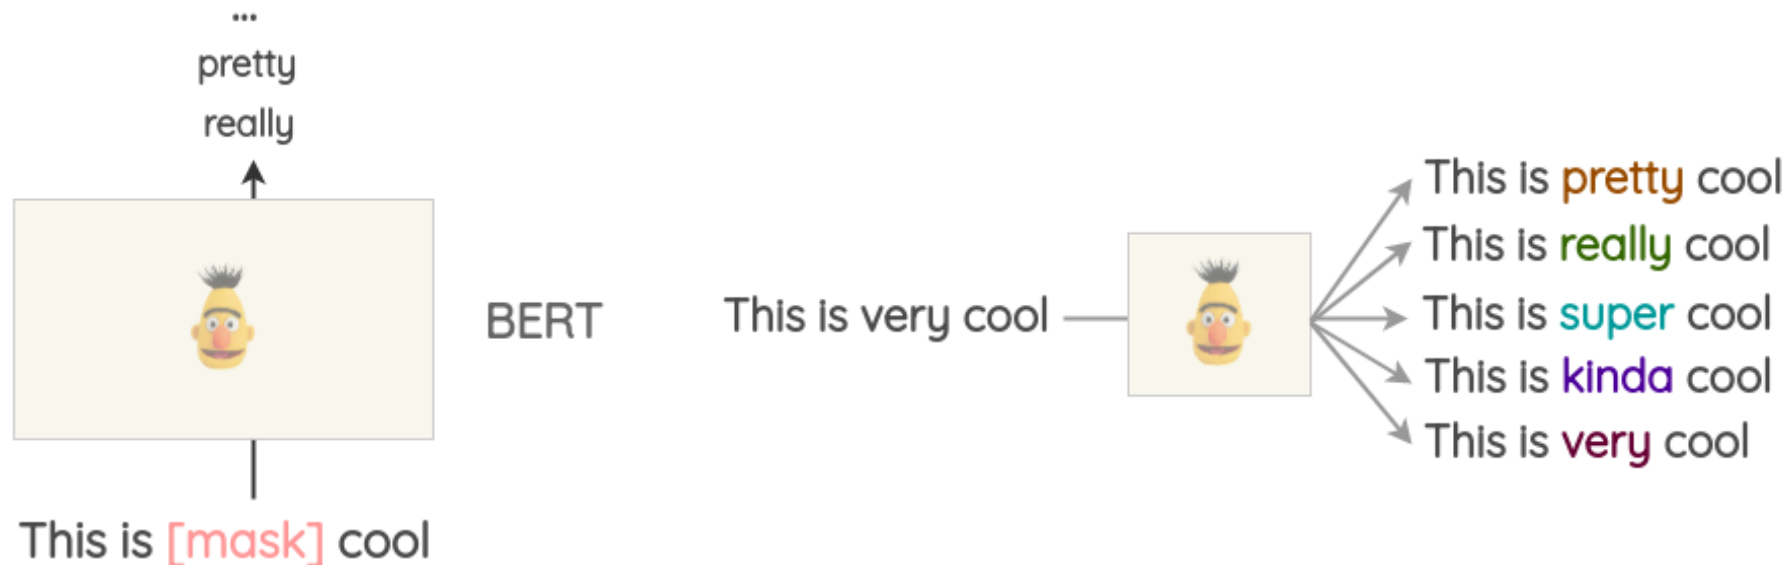 ...
pretty
really
BERT
This is [mask] cool
This is very cool
This is pretty cool
This is really cool
This is super cool
This is kinda cool
This is very cool